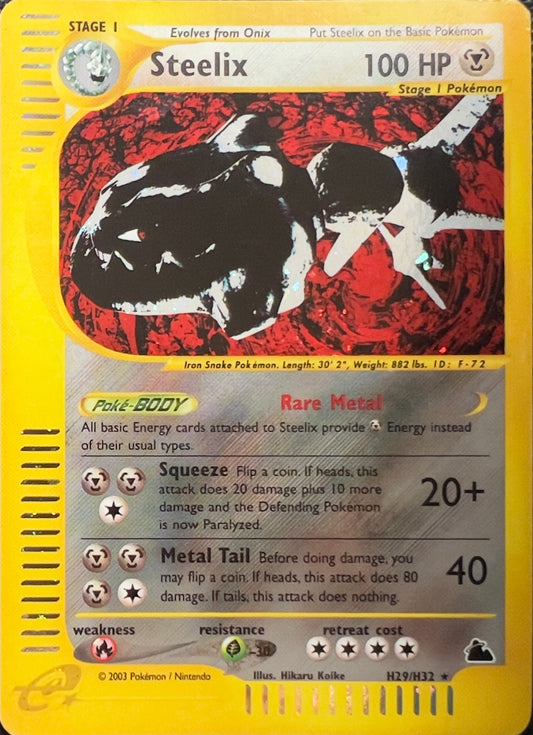 STAGE 1
Evolves from Onix
Put Steelix on the Basic Pokémon
Steelix
100 HP
Stage 1 Pokémon
Iron Snake Pokémon. Length: 30' 2", Weight: 882 lbs. ID: F-72
Poké-BODY
Rare Metal
All basic Energy cards attached to Steelix provide Energy instead
of their usual types.
Squeeze Flip a coin. If heads, this
attack does 20 damage plus 10 more
damage and the Defending Pokémon
is now Paralyzed.
20+
Metal Tail Before doing damage, you
may flip a coin. If heads, this attack does 80
damage. If tails, this attack does nothing.
40
weakness
resistance
retreat cost
-30
© 2003 Pokémon / Nintendo
Illus. Hikaru Koike
H29/H32 ★
e